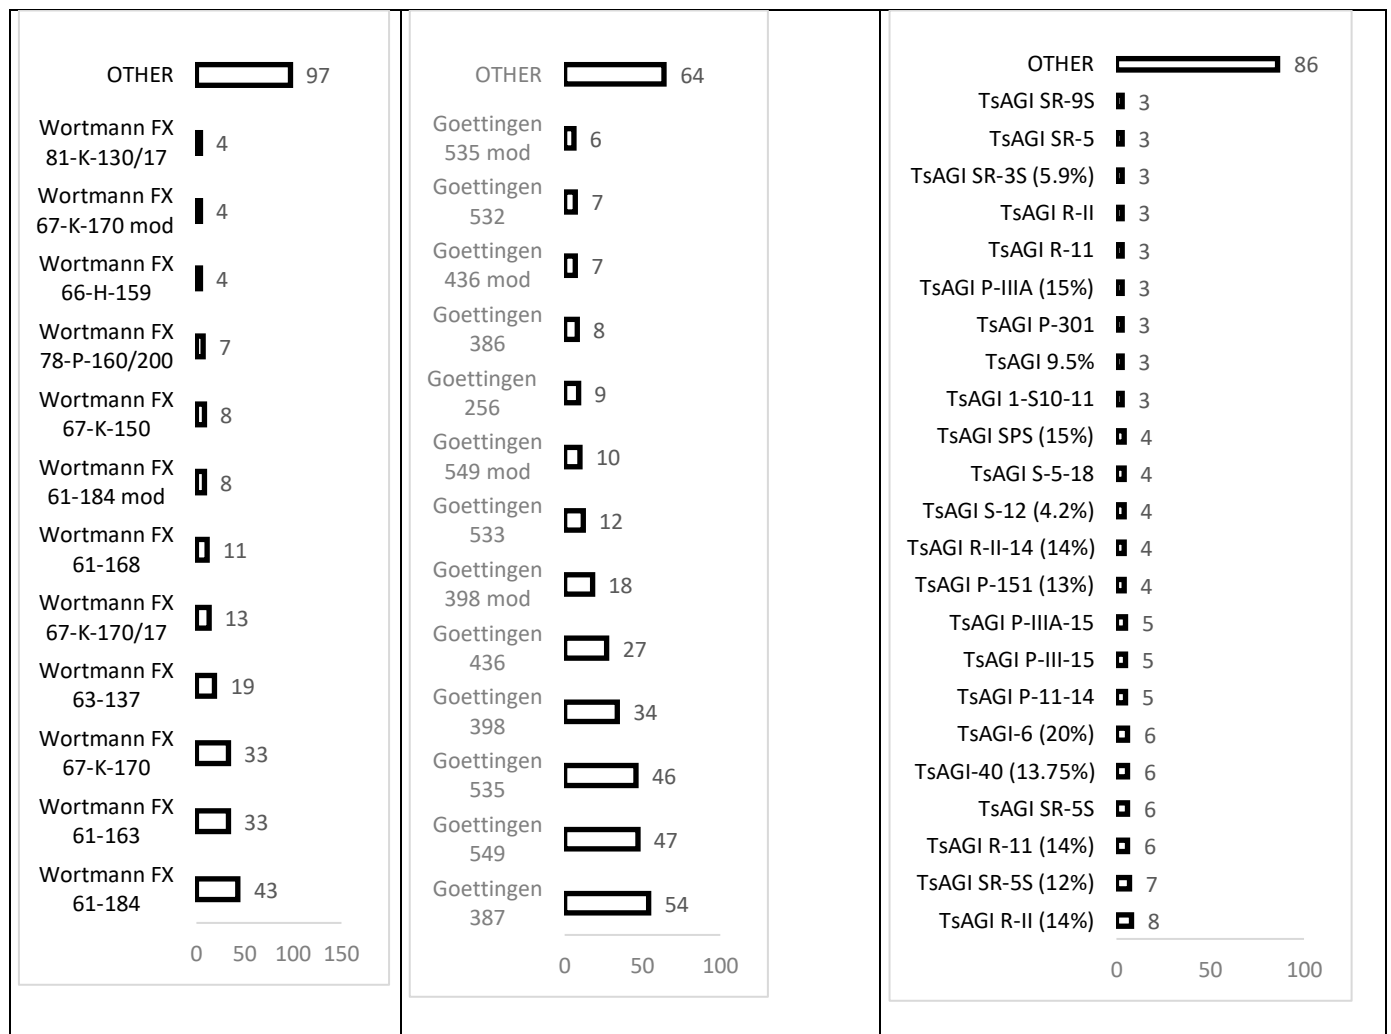 OTHER 97
Wortmann FX
81-K-130/17 4
Wortmann FX
67-K-170 mod 4
Wortmann FX
66-H-159 4
Wortmann FX
78-P-160/200 7
Wortmann FX
67-K-150 8
Wortmann FX
61-184 mod 8
Wortmann FX
61-168 11
Wortmann FX
67-K-170/17 13
Wortmann FX
63-137 19
Wortmann FX
67-K-170 33
Wortmann FX
61-163 33
Wortmann FX
61-184 43
0 50 100 150
OTHER 64
Goettingen
535 mod 6
Goettingen
532 7
Goettingen
436 mod 7
Goettingen
386 8
Goettingen
256 9
Goettingen
549 mod 10
Goettingen
533 12
Goettingen
398 mod 18
Goettingen
436 27
Goettingen
398 34
Goettingen
535 46
Goettingen
549 47
Goettingen
387 54
0 50 100
OTHER 86
TsAGI SR-9S 3
TsAGI SR-5 3
TsAGI SR-3S (5.9%) 3
TsAGI R-II 3
TsAGI R-11 3
TsAGI P-IIIA (15%) 3
TsAGI P-301 3
TsAGI 9.5% 3
TsAGI 1-S10-11 3
TsAGI SPS (15%) 4
TsAGI S-5-18 4
TsAGI S-12 (4.2%) 4
TsAGI R-II-14 (14%) 4
TsAGI P-151 (13%) 4
TsAGI P-IIIA-15 5
TsAGI P-III-15 5
TsAGI P-11-14 5
TsAGI-6 (20%) 6
TsAGI-40 (13.75%) 6
TsAGI SR-5S 6
TsAGI R-11 (14%) 6
TsAGI SR-5S (12%) 7
TsAGI R-II (14%) 8
0 50 100